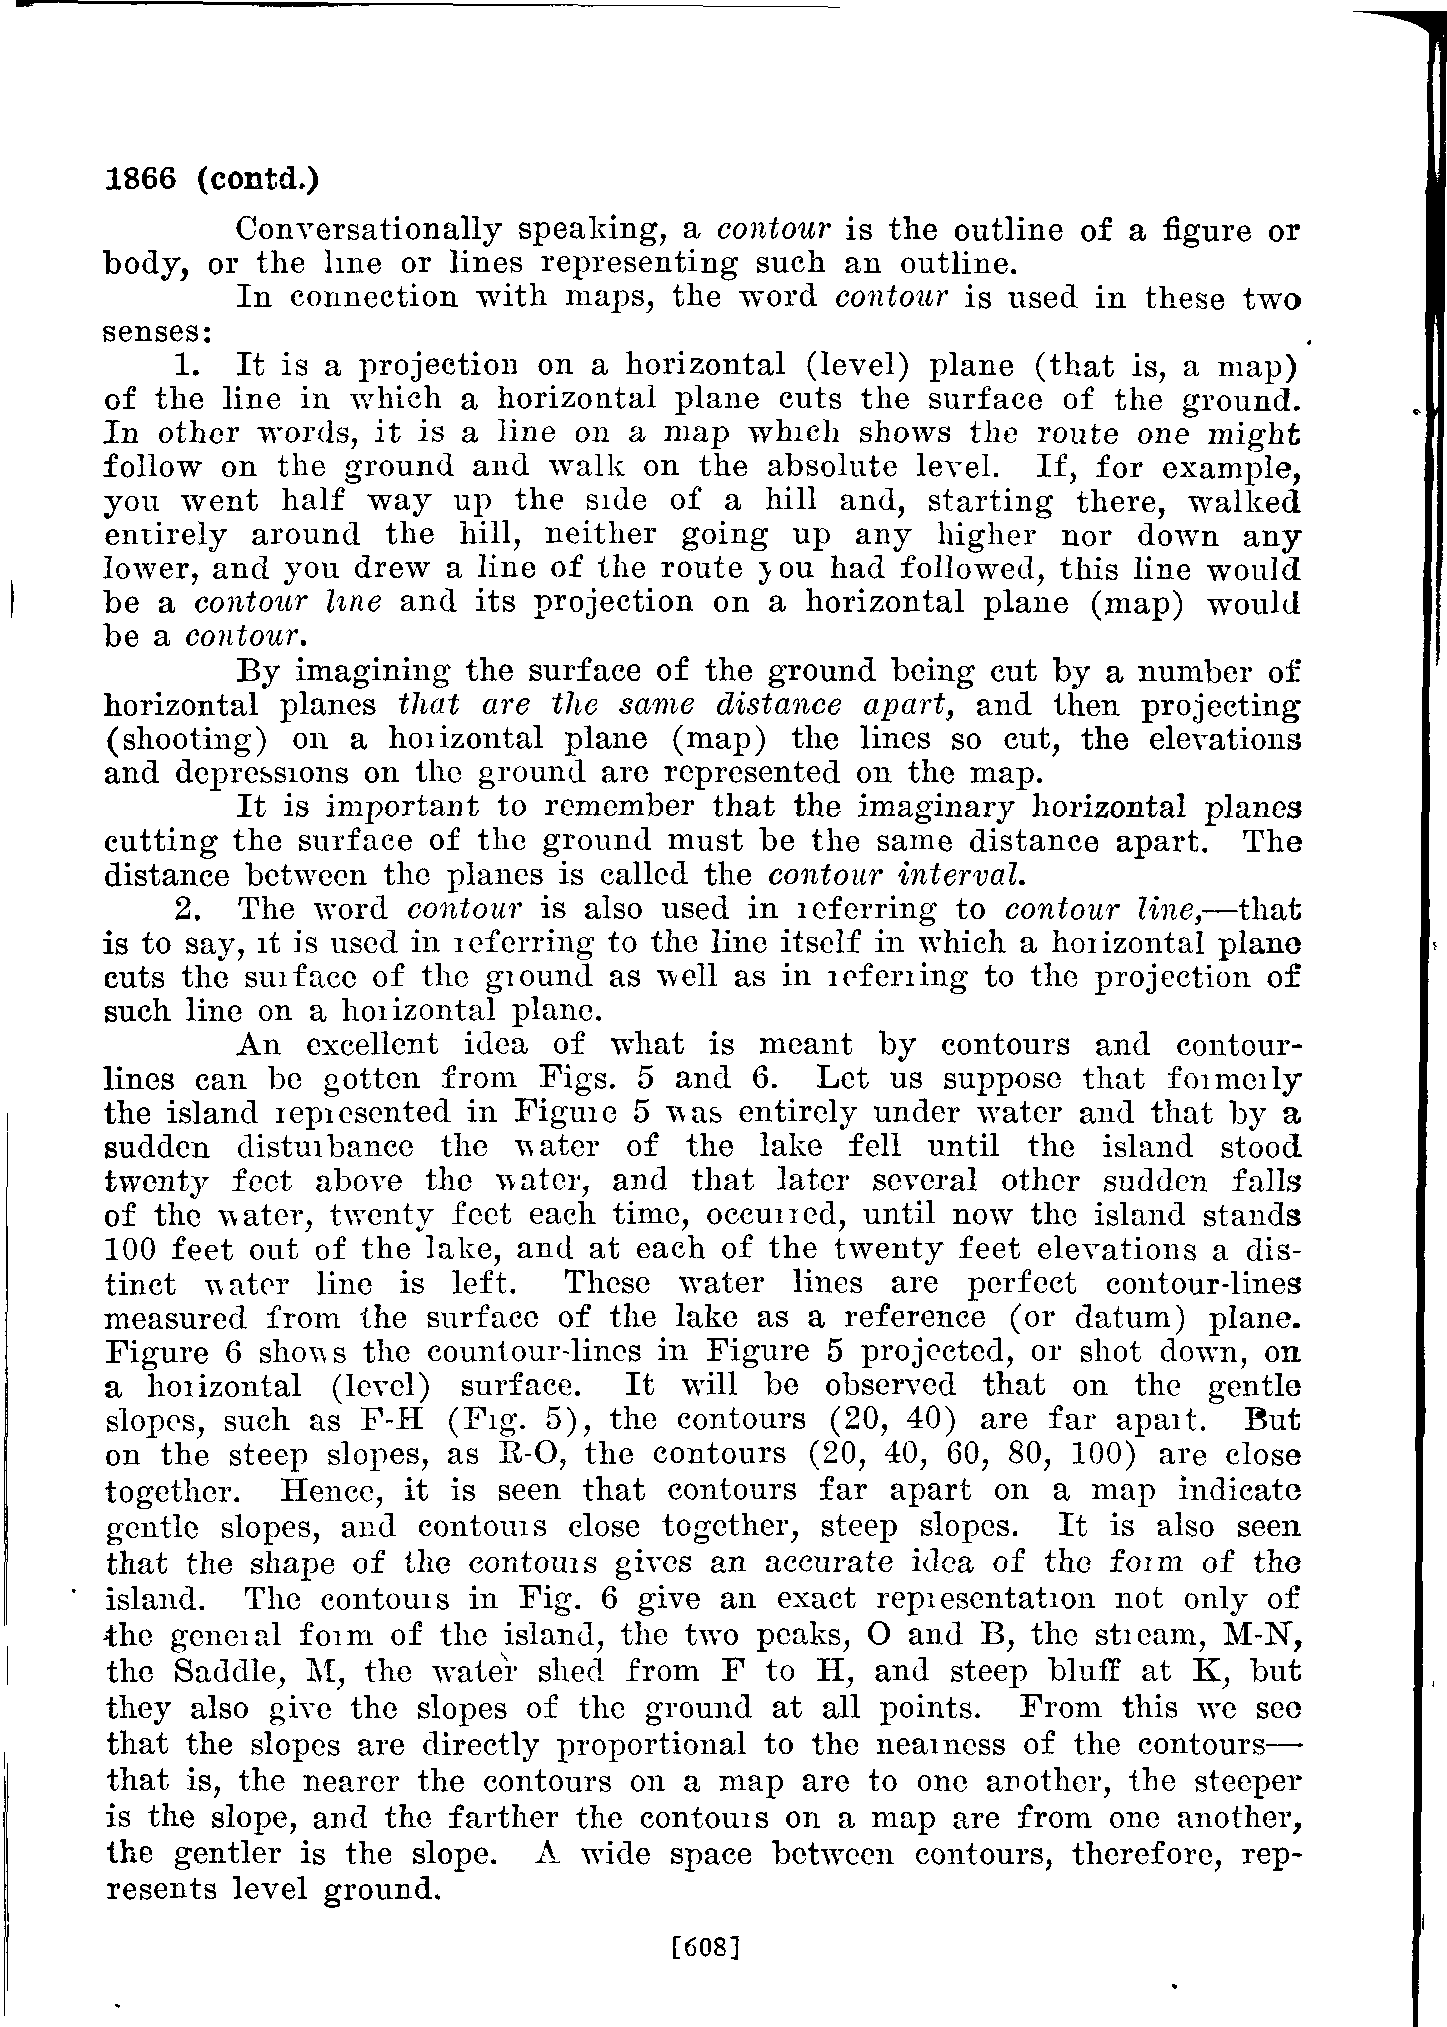 1866 (contd.)
Conversationally speaking, a contour is the outline of a figure or
body, or the line or lines representing such an outline.
In connection with maps, the word contour is used in these two
senses:
1. It is a projection on a horizontal (level) plane (that is, a map)
of the line in which a horizontal plane cuts the surface of the ground.
In other words, it is a line on a map which shows the route one might
follow on the ground and walk on the absolute level. If, for example,
you went half way up the side of a hill and, starting there, walked
entirely around the hill, neither going up any higher nor down any
lower, and you drew a line of the route you had followed, this line would
be a contour line and its projection on a horizontal plane (map) would
be a contour.
By imagining the surface of the ground being cut by a number of
horizontal planes that are the same distance apart, and then projecting
(shooting) on a horizontal plane (map) the lines so cut, the elevations
and depressions on the ground are represented on the map.
It is important to remember that the imaginary horizontal planes
cutting the surface of the ground must be the same distance apart. The
distance between the planes is called the contour interval.
2. The word contour is also used in referring to contour line,—that
is to say, it is used in referring to the line itself in which a horizontal plane
cuts the surface of the ground as well as in referring to the projection of
such line on a horizontal plane.
An excellent idea of what is meant by contours and contour-
lines can be gotten from Figs. 5 and 6. Let us suppose that formerly
the island represented in Figure 5 was entirely under water and that by a
sudden disturbance the water of the lake fell until the island stood
twenty feet above the water, and that later several other sudden falls
of the water, twenty feet each time, occurred, until now the island stands
100 feet out of the lake, and at each of the twenty feet elevations a dis-
tinct water line is left. These water lines are perfect contour-lines
measured from the surface of the lake as a reference (or datum) plane.
Figure 6 shows the countour-lines in Figure 5 projected, or shot down, on
a horizontal (level) surface. It will be observed that on the gentle
slopes, such as F-H (Fig. 5), the contours (20, 40) are far apart. But
on the steep slopes, as R-O, the contours (20, 40, 60, 80, 100) are close
together. Hence, it is seen that contours far apart on a map indicate
gentle slopes, and contours close together, steep slopes. It is also seen
that the shape of the contours gives an accurate idea of the form of the
island. The contours in Fig. 6 give an exact representation not only of
the general form of the island, the two peaks, O and B, the stream, M-N,
the Saddle, M, the water shed from F to H, and steep bluff at K, but
they also give the slopes of the ground at all points. From this we see
that the slopes are directly proportional to the nearness of the contours—
that is, the nearer the contours on a map are to one another, the steeper
is the slope, and the farther the contours on a map are from one another,
the gentler is the slope. A wide space between contours, therefore, rep-
resents level ground.
[608]